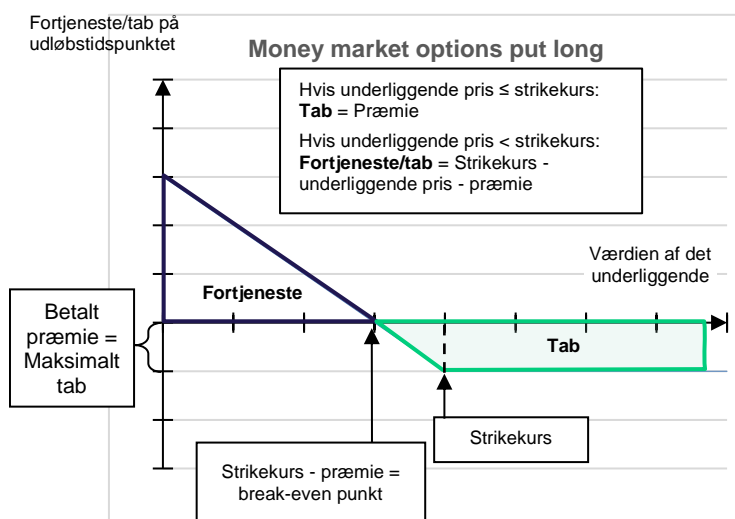 Fortjeneste/tab på
udløbstidspunktet
Money market options put long
Hvis underliggende pris ≤ strikekurs:
Tab = Præmie
Hvis underliggende pris < strikekurs:
Fortjeneste/tab = Strikekurs -
underliggende pris - præmie
Værdien af det
underliggende
Fortjeneste
Betalt
præmie =
Maksimalt
tab
Tab
Strikekurs
Strikekurs - præmie =
break-even punkt